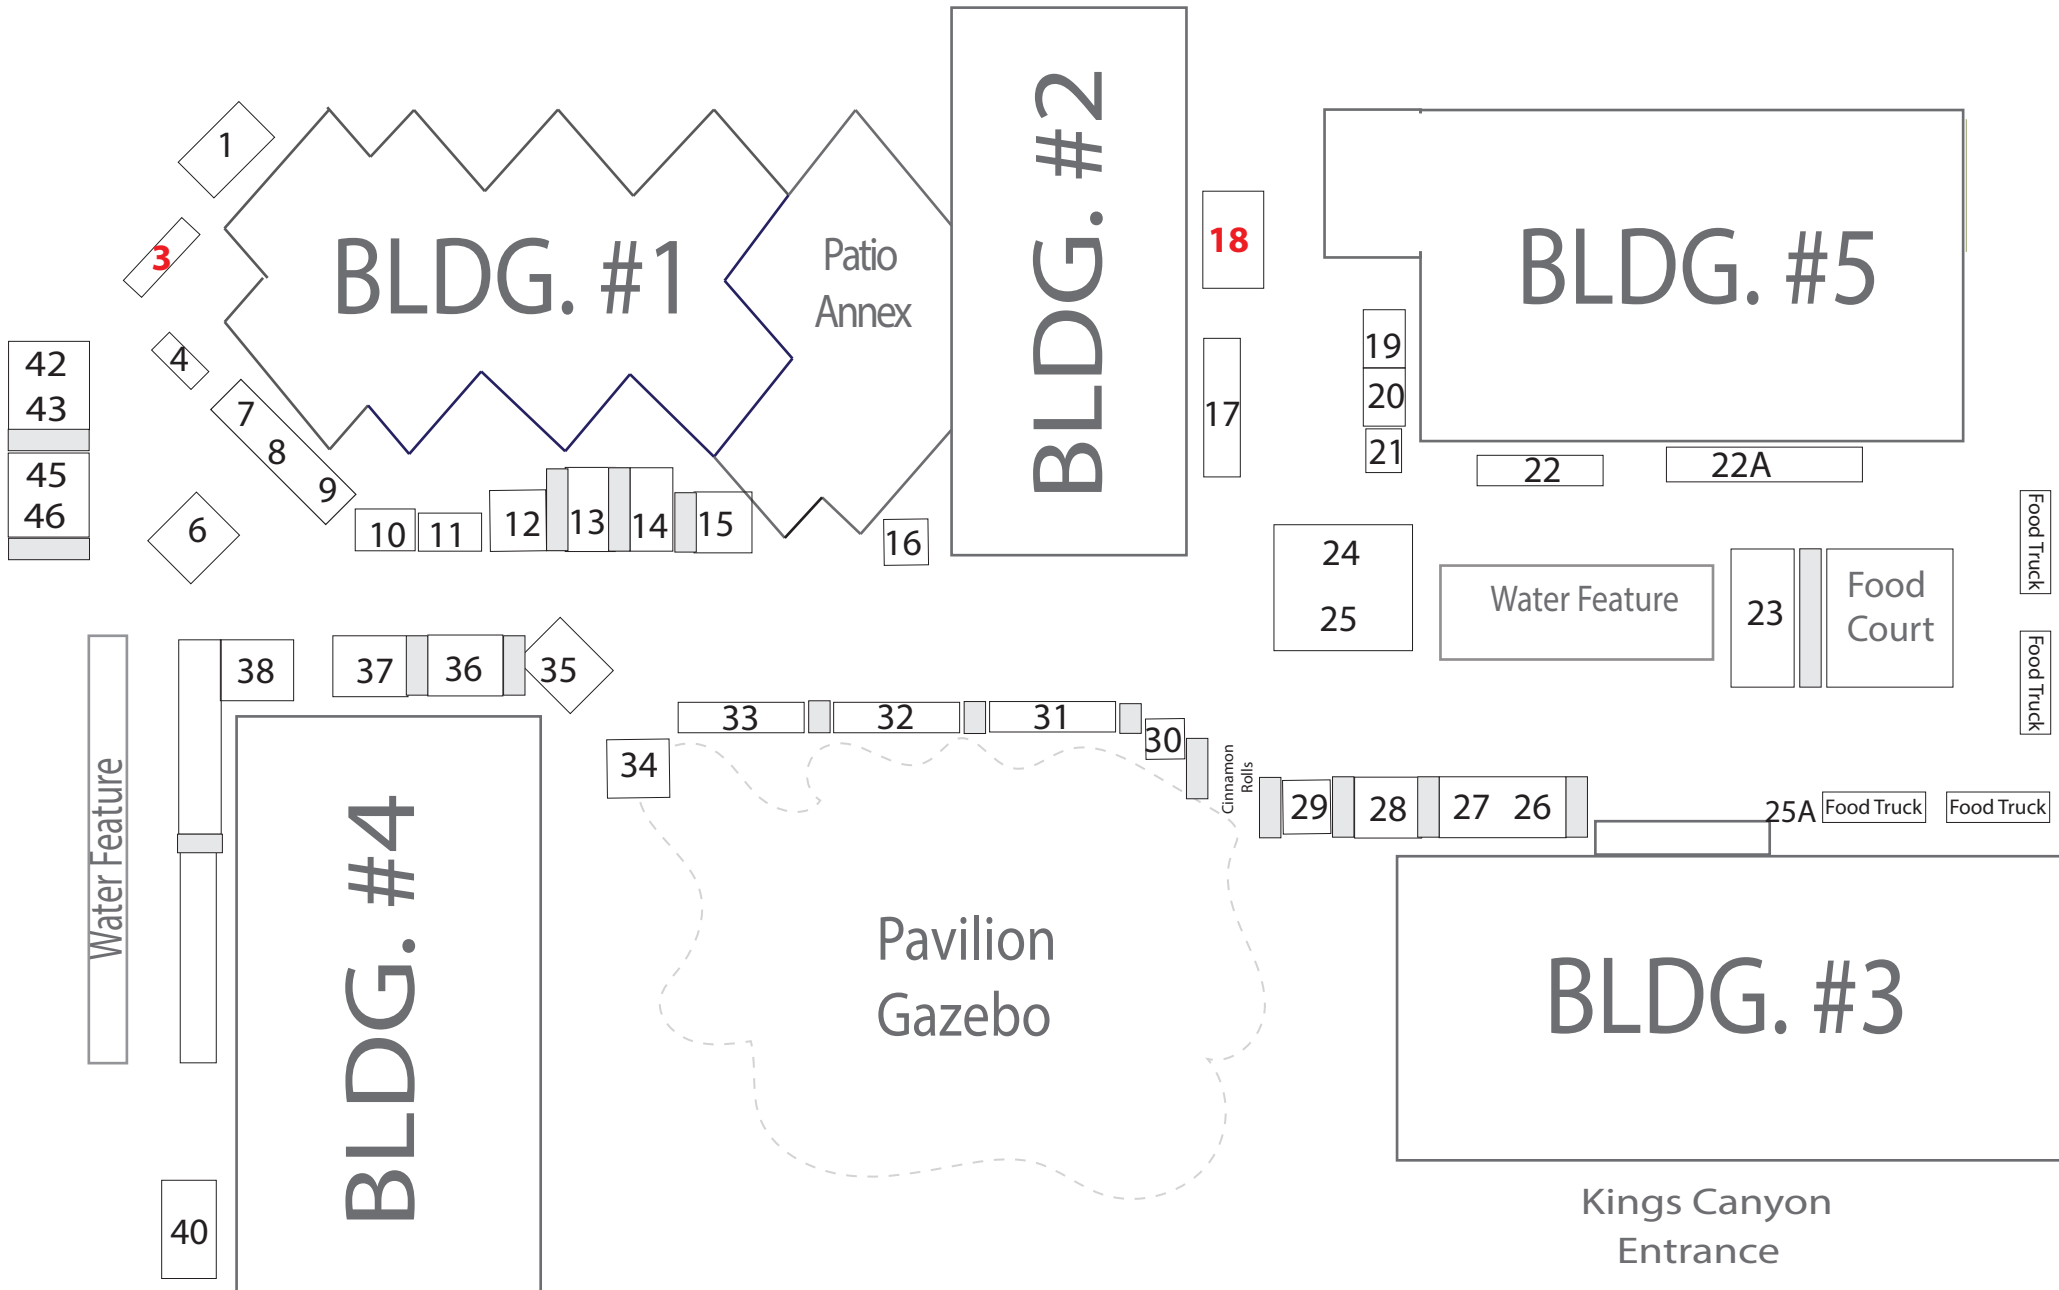 BLDG. #1
Patio
Annex
BLDG. #2
BLDG. #5
1
3
4
42
43
45
46
6
7
8
9
10
11
12
13
14
15
16
17
18
19
20
21
22
22A
24
25
Water Feature
23
Food
Court
Food Truck
Food Truck
38
37
36
35
33
32
31
30
34
Cinnamon
Rolls
29
28
27
26
25A
Food Truck
Food Truck
Water Feature
BLDG. #4
Pavilion
Gazebo
BLDG. #3
40
Kings Canyon
Entrance